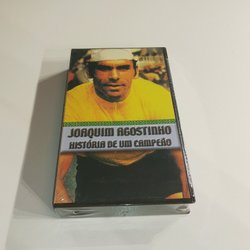 JOAQUIM AGOSTINHO
HISTÓRIA DE UM CAMPEÃO